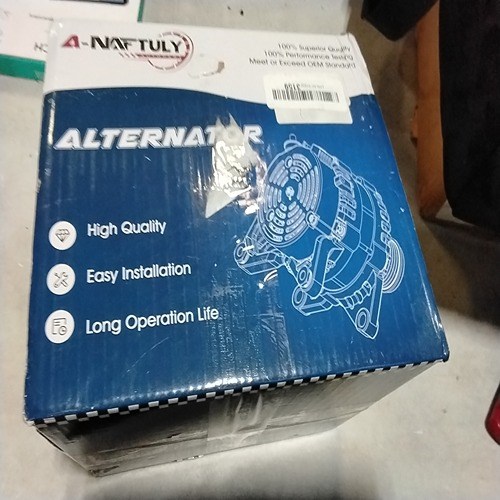 A-NAFTULY
100% Superior Quality
100% Performance Testing
Meet or Exceed OEM Standard
ALTERNATOR
High Quality
Easy Installation
Long Operation Life